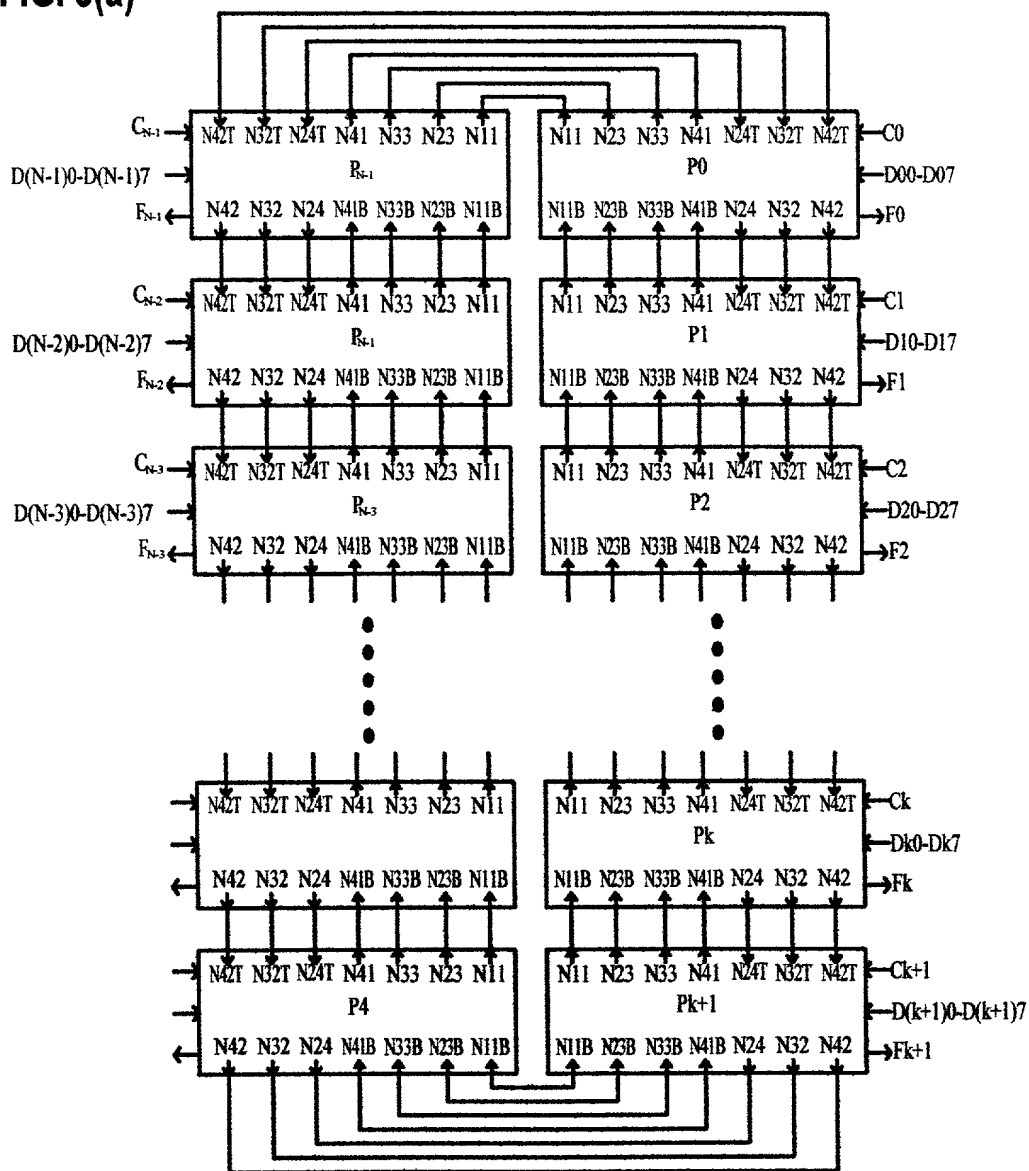 C_N-1 N42T N32T N24T N41 N33 N23 N11 N11 N23 N33 N41 N24T N32T N42T C0
D(N-1)0-D(N-1)7 P_N-1 P0 D00-D07
F_N-1 N42 N32 N24 N41B N33B N23B N11B N11B N23B N33B N41B N24 N32 N42 F0
C_N-2 N42T N32T N24T N41 N33 N23 N11 N11 N23 N33 N41 N24T N32T N42T C1
D(N-2)0-D(N-2)7 P_N-1 P1 D10-D17
F_N-2 N42 N32 N24 N41B N33B N23B N11B N11B N23B N33B N41B N24 N32 N42 F1
C_N-3 N42T N32T N24T N41 N33 N23 N11 N11 N23 N33 N41 N24T N32T N42T C2
D(N-3)0-D(N-3)7 P_N-3 P2 D20-D27
F_N-3 N42 N32 N24 N41B N33B N23B N11B N11B N23B N33B N41B N24 N32 N42 F2
N42T N32T N24T N41 N33 N23 N11 N11 N23 N33 N41 N24T N32T N42T Ck
Pk Dk0-Dk7
N42 N32 N24 N41B N33B N23B N11B N11B N23B N33B N41B N24 N32 N42 Fk
N42T N32T N24T N41 N33 N23 N11 N11 N23 N33 N41 N24T N32T N42T Ck+1
P4 Pk+1 D(k+1)0-D(k+1)7
N42 N32 N24 N41B N33B N23B N11B N11B N23B N33B N41B N24 N32 N42 Fk+1